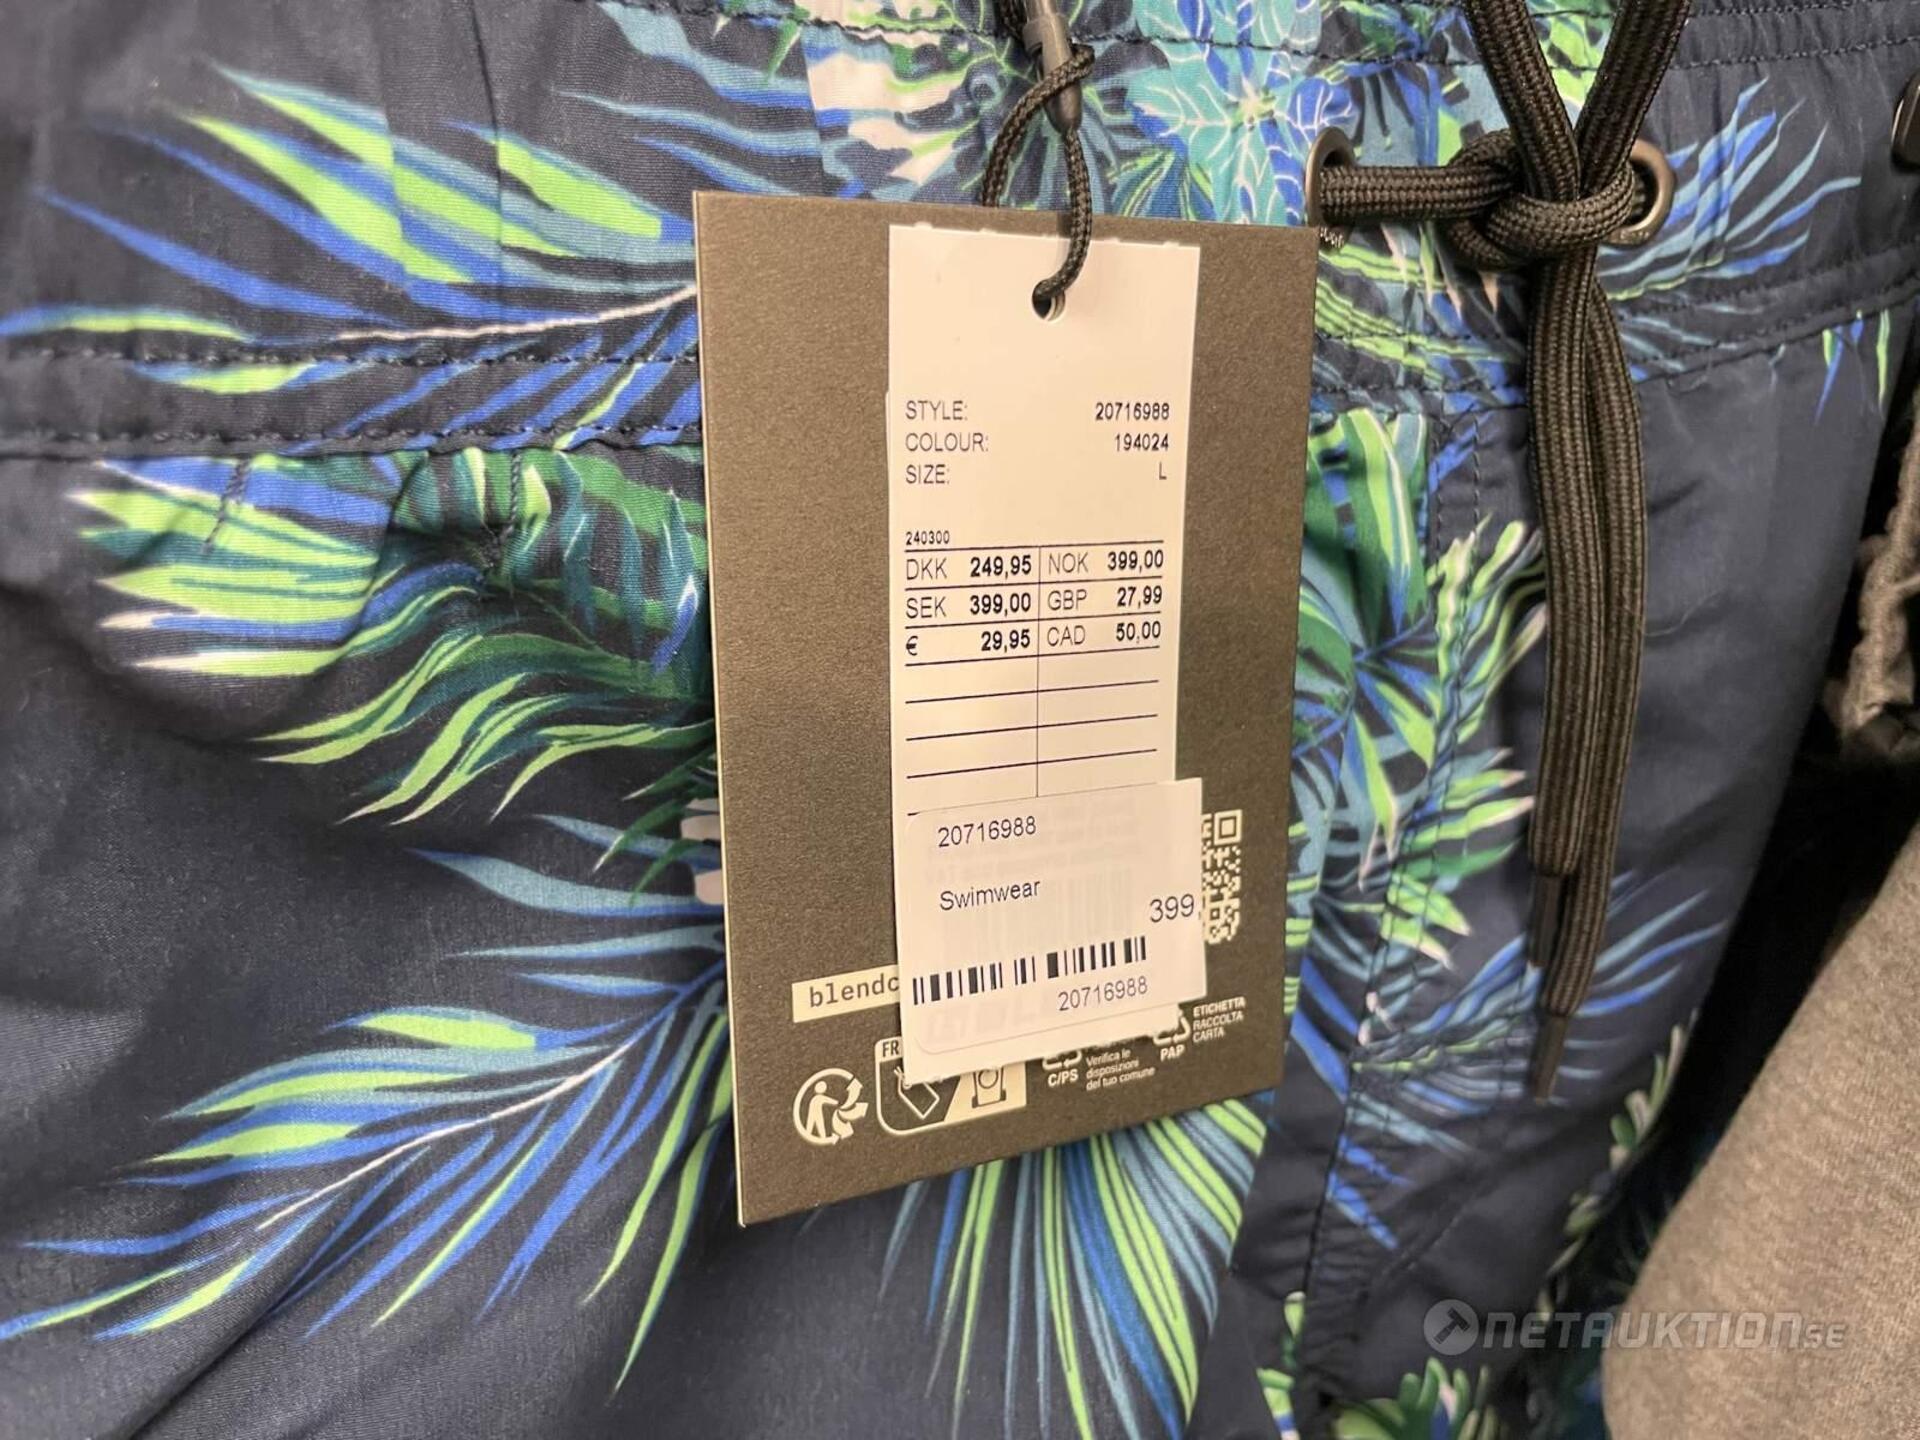 STYLE: 20716988
COLOUR: 194024
SIZE: L
240300
DKK 249,95 NOK 399,00
SEK 399,00 GBP 27,99
€ 29,95 CAD 50,00
20716988
Swimwear
399
20716988
FR
C/PS
Verifica le
disposizioni
del tuo comune
PAP
ETICHETTA
RACCOLTA
CARTA
NETAUKTION.SE